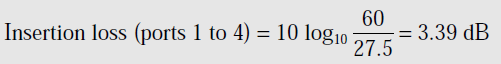 Insertion loss (ports 1 to 4) = 10 log₁₀ 60/27.5 = 3.39 dB